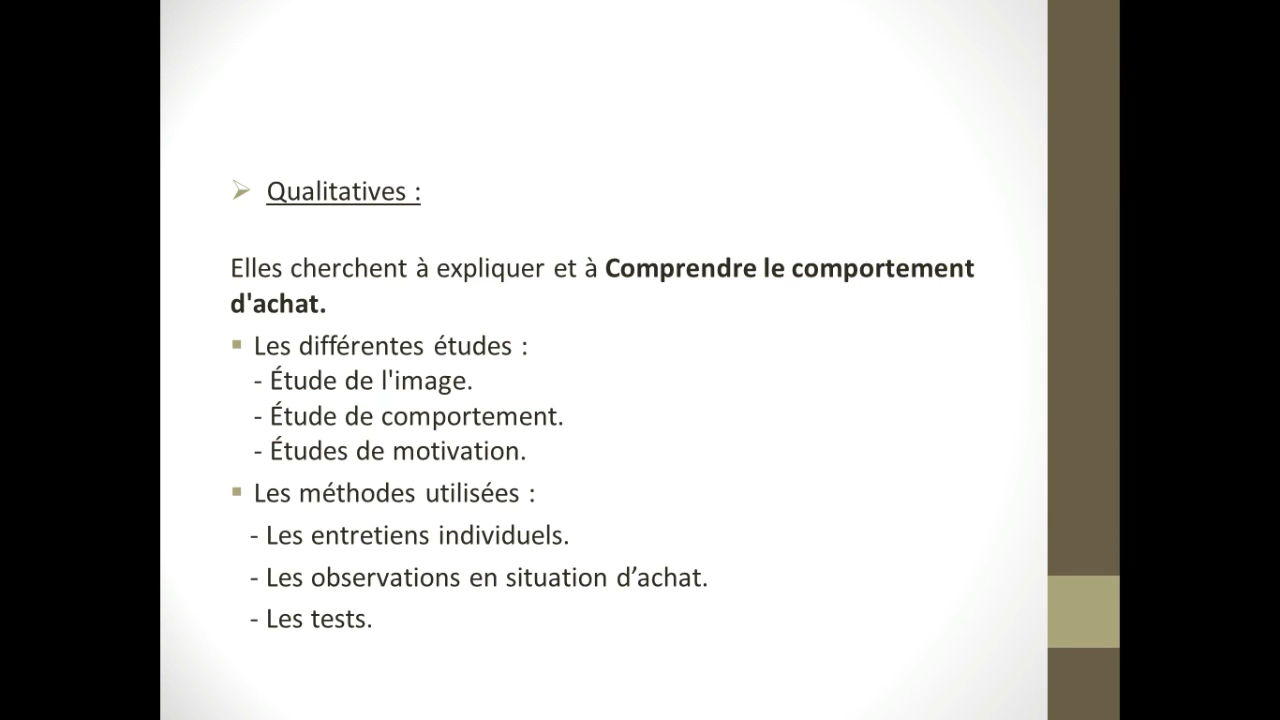 Qualitatives :
Elles cherchent à expliquer et à Comprendre le comportement
d'achat.
Les différentes études :
- Étude de l'image.
- Étude de comportement.
- Études de motivation.
Les méthodes utilisées :
- Les entretiens individuels.
- Les observations en situation d’achat.
- Les tests.